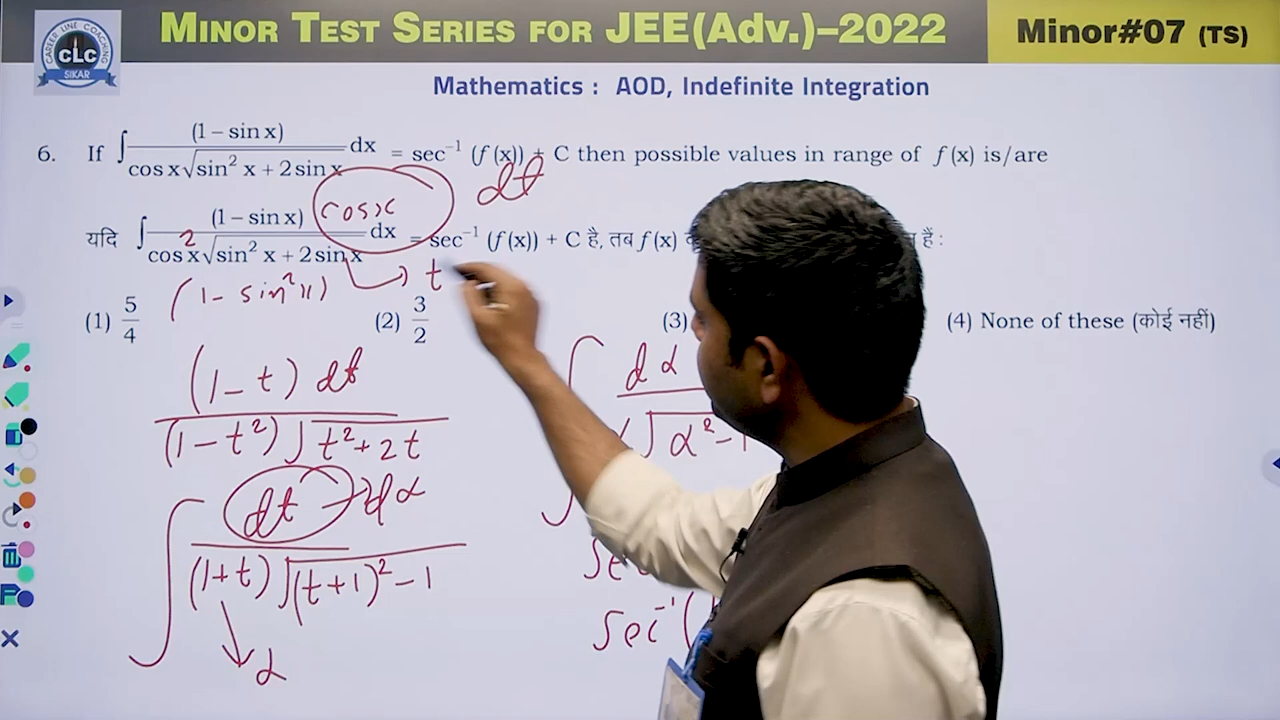 CAREER LINE COACHING
CLC
SIKAR
MINOR TEST SERIES FOR JEE(Adv.)–2022
Minor#07 (TS)
Mathematics : AOD, Indefinite Integration
6. If ∫ (1 – sin x) / (cos x√(sin² x + 2 sin x)) dx = sec⁻¹ (f (x)) + C then possible values in range of f (x) is/are
dt
cos x
यदि ∫ (1 – sin x) / (cos x√(sin² x + 2 sin x)) dx = sec⁻¹ (f (x)) + C है, तब f (x)
2
(1 - sin²x) → t
(1) 5/4 (2) 3/2 (3) (4) None of these (कोई नहीं)
(1 - t) dt
(1 - t²) √(t² + 2t)
∫ dα
√(α² - 1
∫ dt → dα
(1 + t) √((t + 1)² - 1)
sec⁻¹(
α